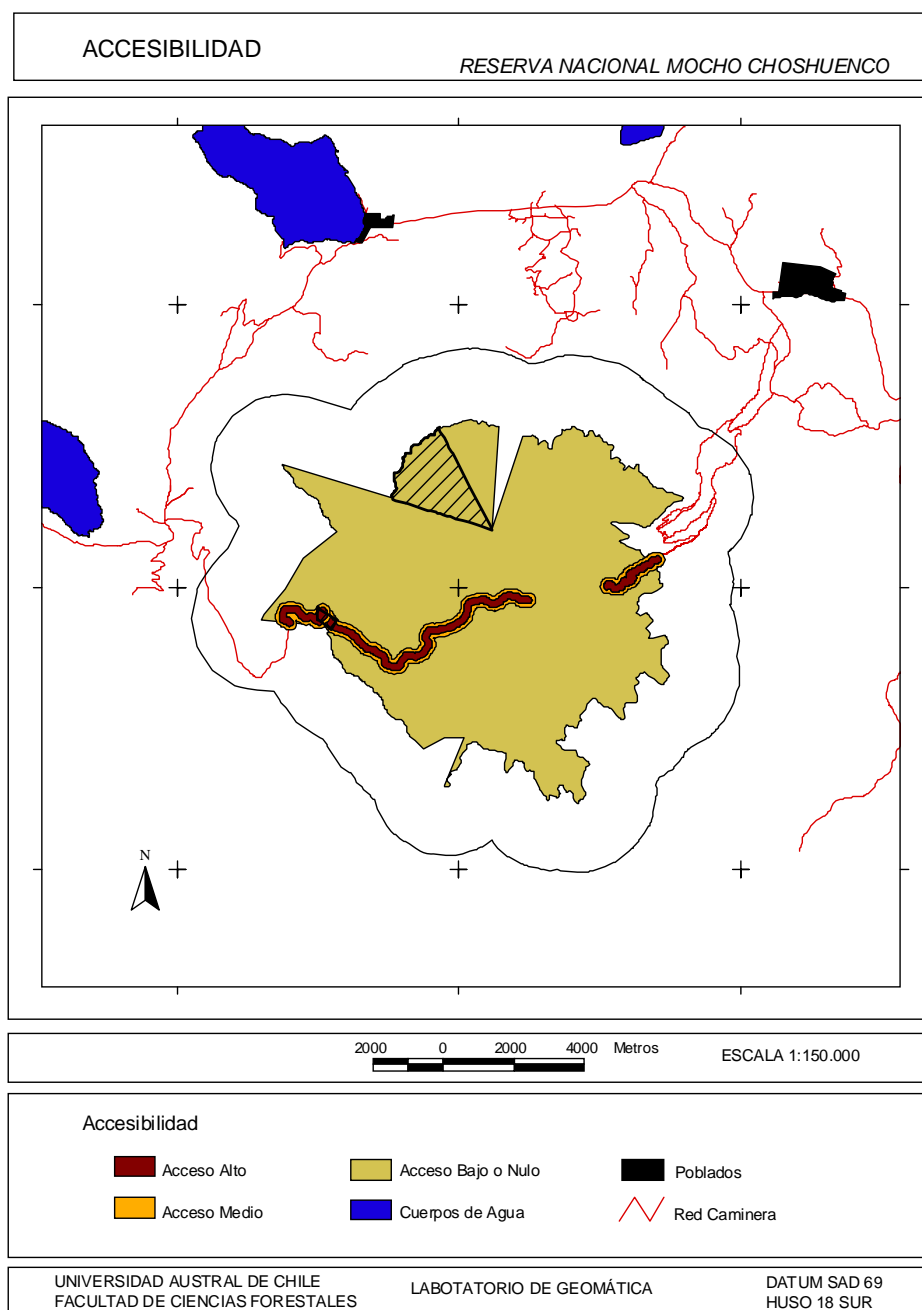 ACCESIBILIDAD
RESERVA NACIONAL MOCHO CHOSHUENCO
N
2000 0 2000 4000 Metros
ESCALA 1:150.000
Accesibilidad
Acceso Alto
Acceso Bajo o Nulo
Poblados
Acceso Medio
Cuerpos de Agua
Red Caminera
UNIVERSIDAD AUSTRAL DE CHILE
FACULTAD DE CIENCIAS FORESTALES
LABOTATORIO DE GEOMÁTICA
DATUM SAD 69
HUSO 18 SUR